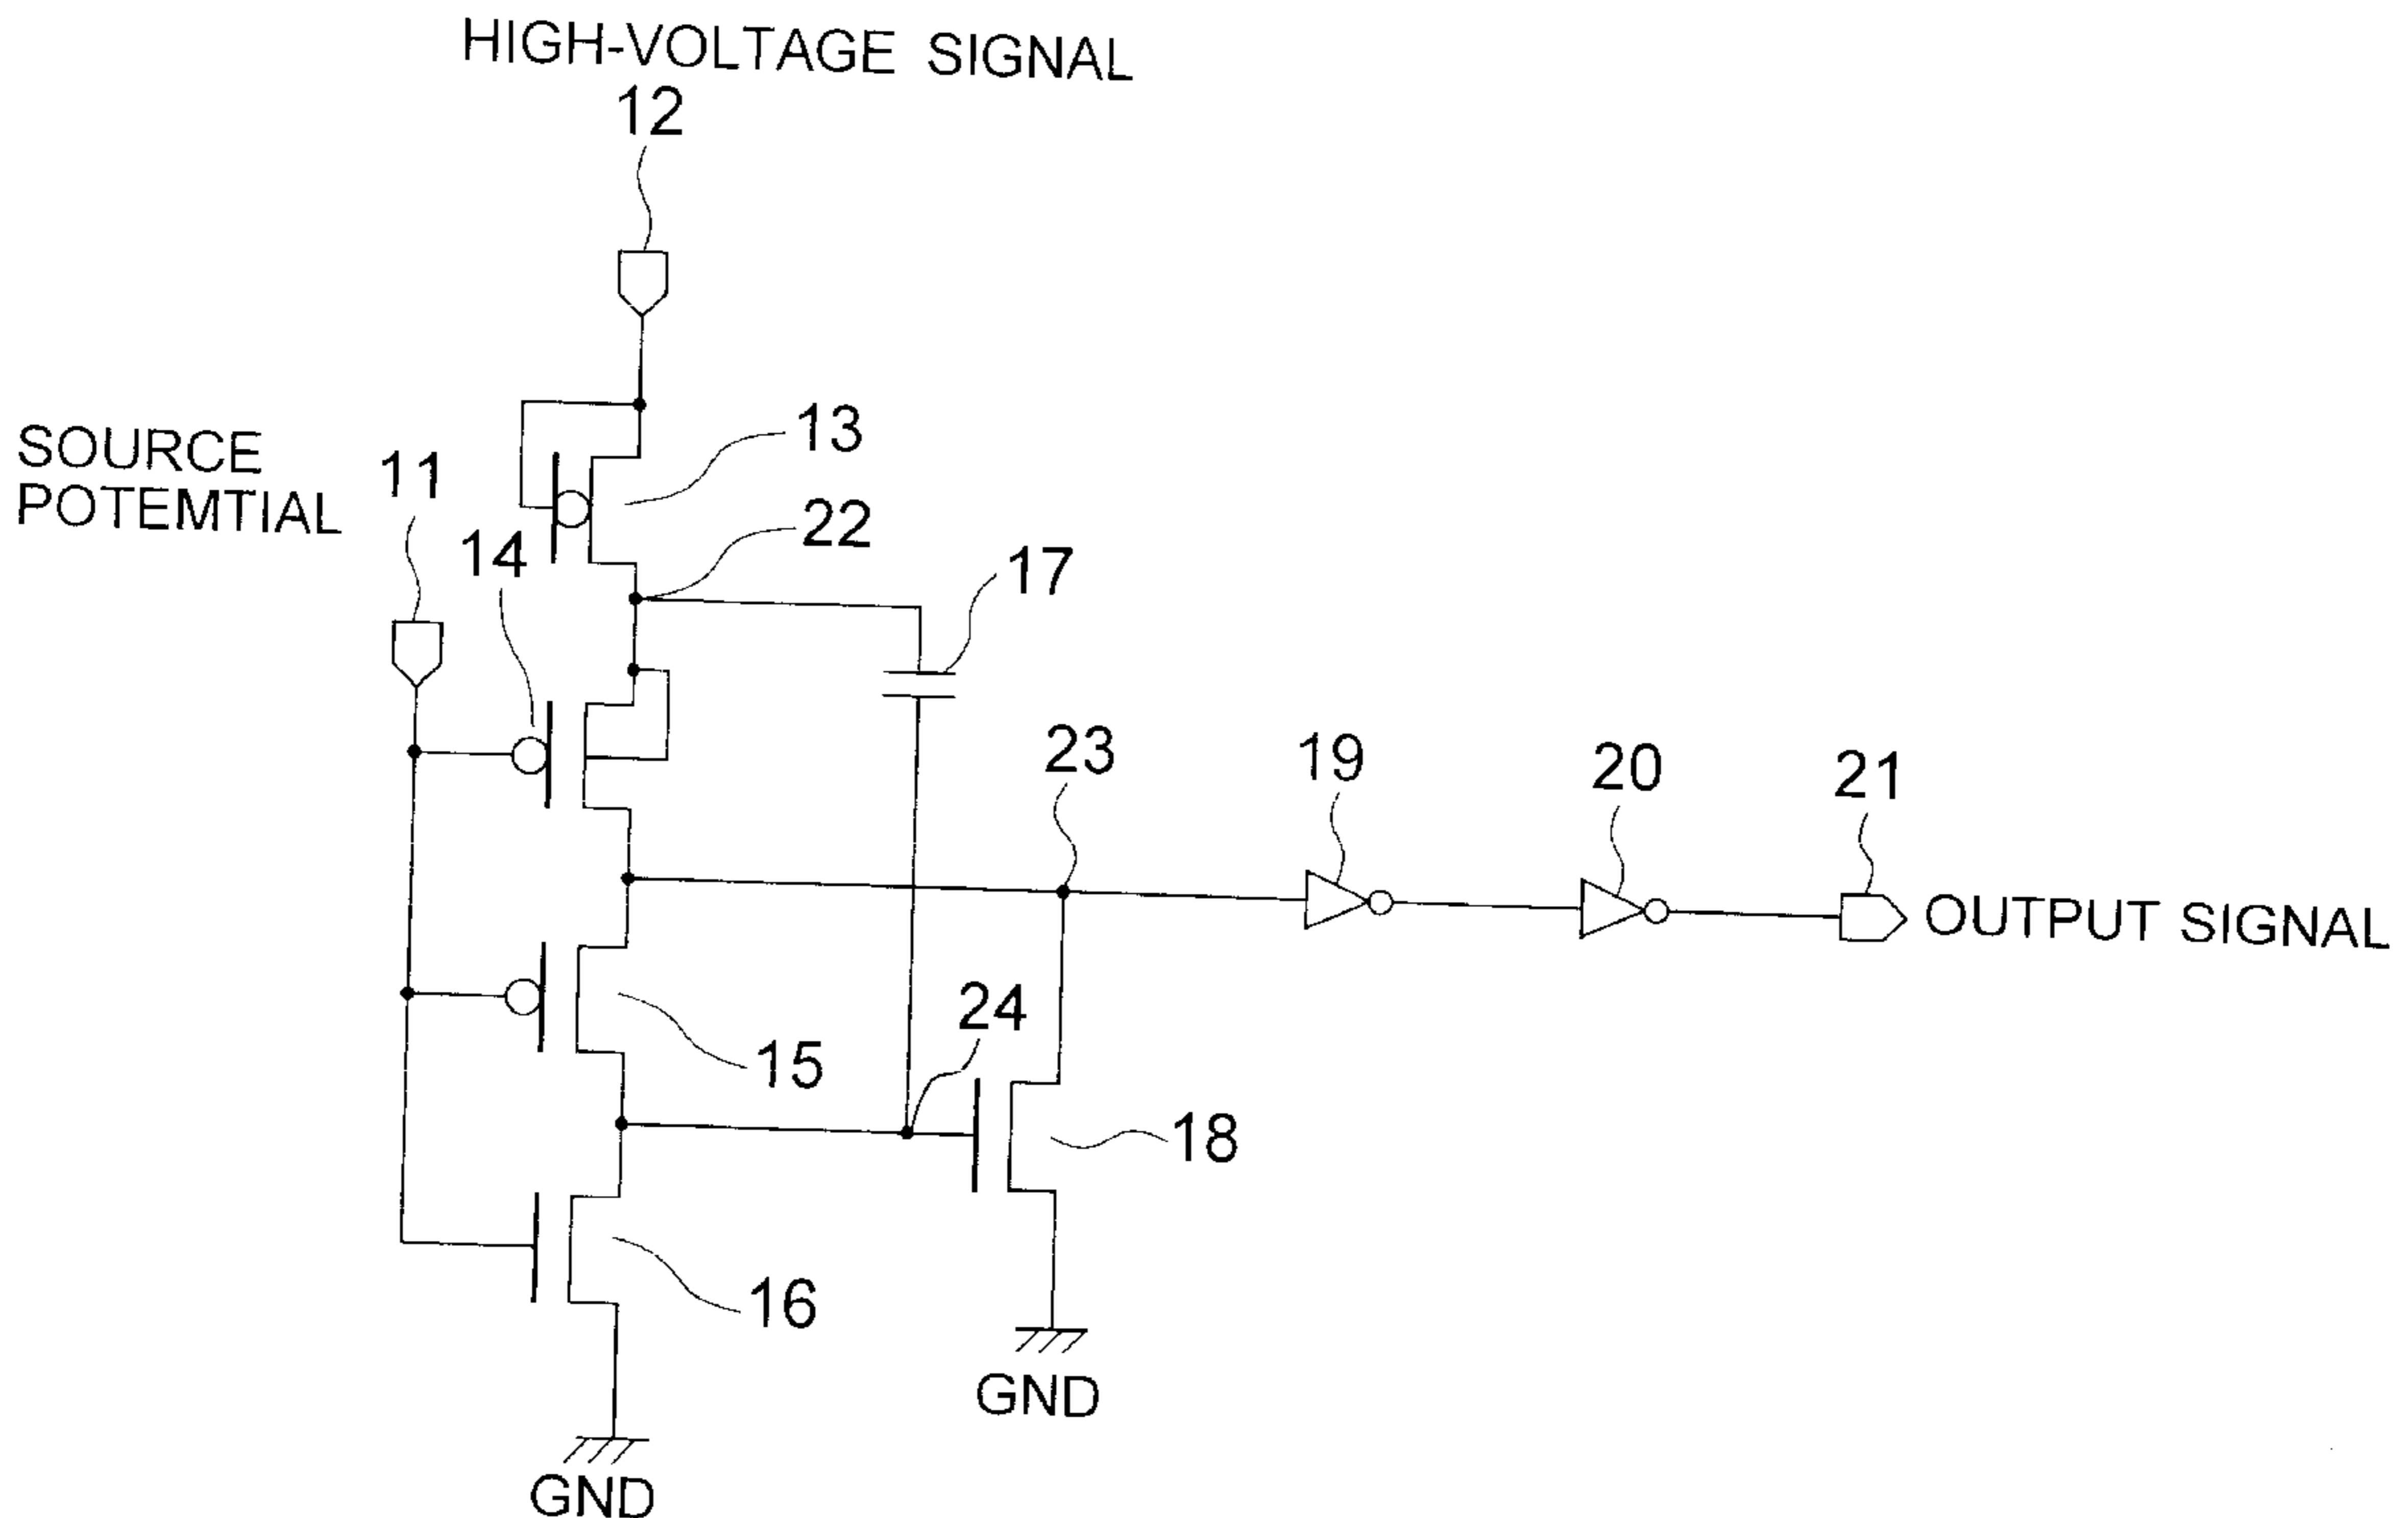 HIGH-VOLTAGE SIGNAL
12
SOURCE
POTEMTIAL
11
13
14
22
17
23
19
20
21
OUTPUT SIGNAL
24
15
18
16
GND
GND